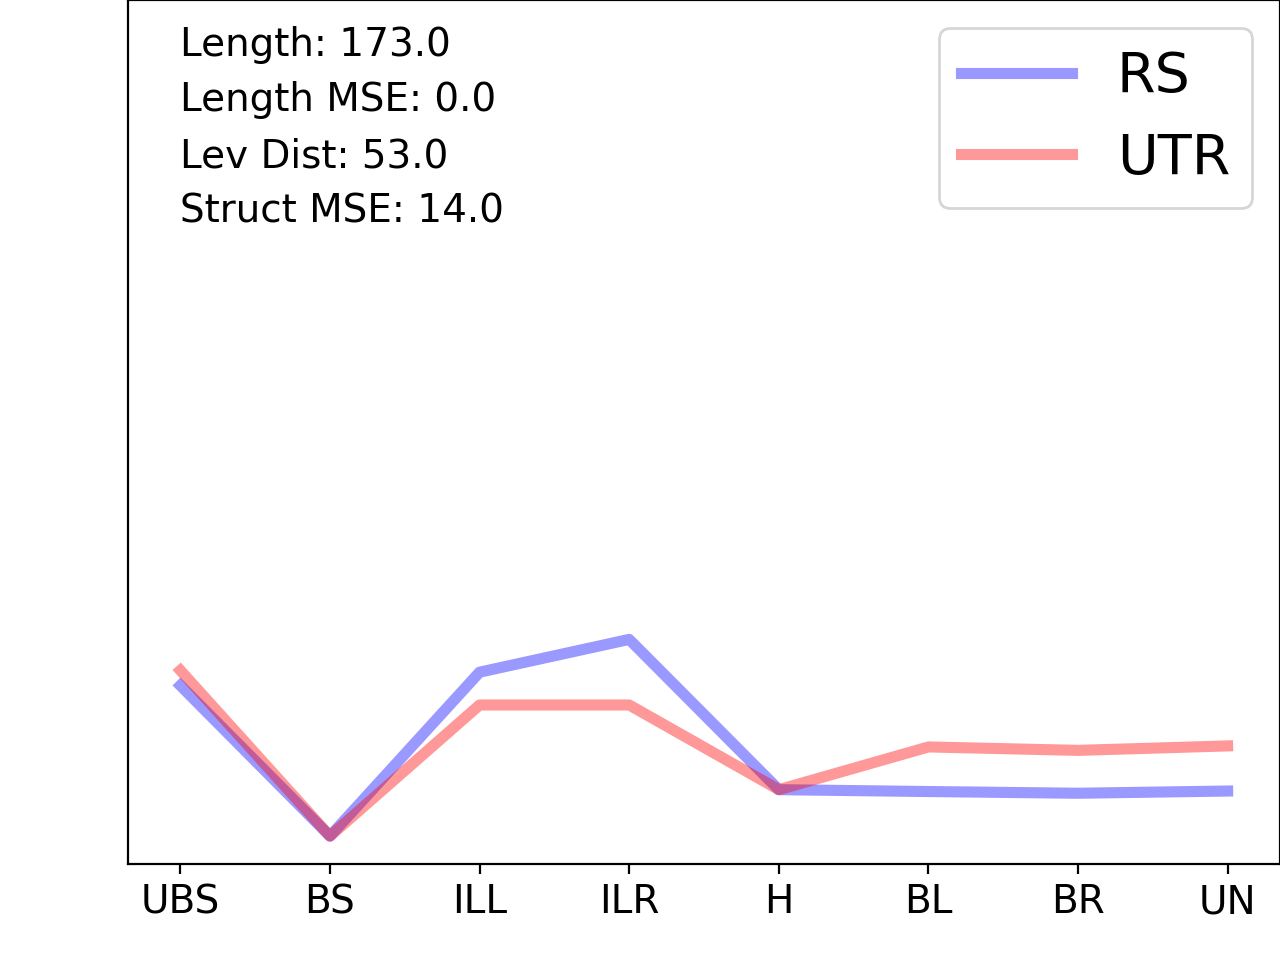 Length: 173.0
Length MSE: 0.0
Lev Dist: 53.0
Struct MSE: 14.0
RS
UTR
UBS BS ILL ILR H BL BR UN